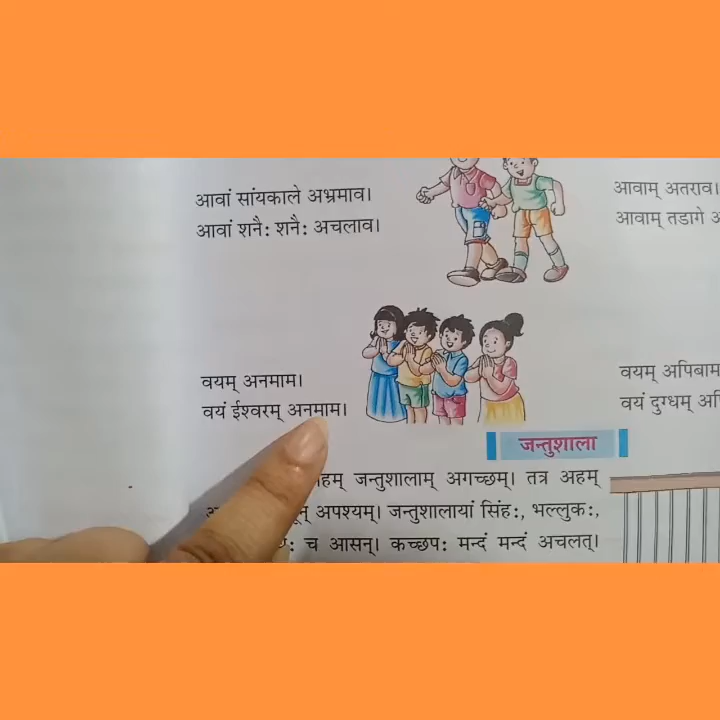 आवां सांयकाले अभ्रमाव।
आवां शनैः शनैः अचलाव।
आवाम् अतराव।
आवाम् तडागे
वयम् अनमाम।
वयं ईश्वरम् अनमाम।
वयम् अपिबाम
वयं दुग्धम्
जन्तुशाला
जन्तुशालाम् अगच्छम्। तत्र अहम्
अपश्यम्। जन्तुशालायां सिंहः, भल्लुकः,
च आसन्। कच्छपः मन्दं मन्दं अचलत्।